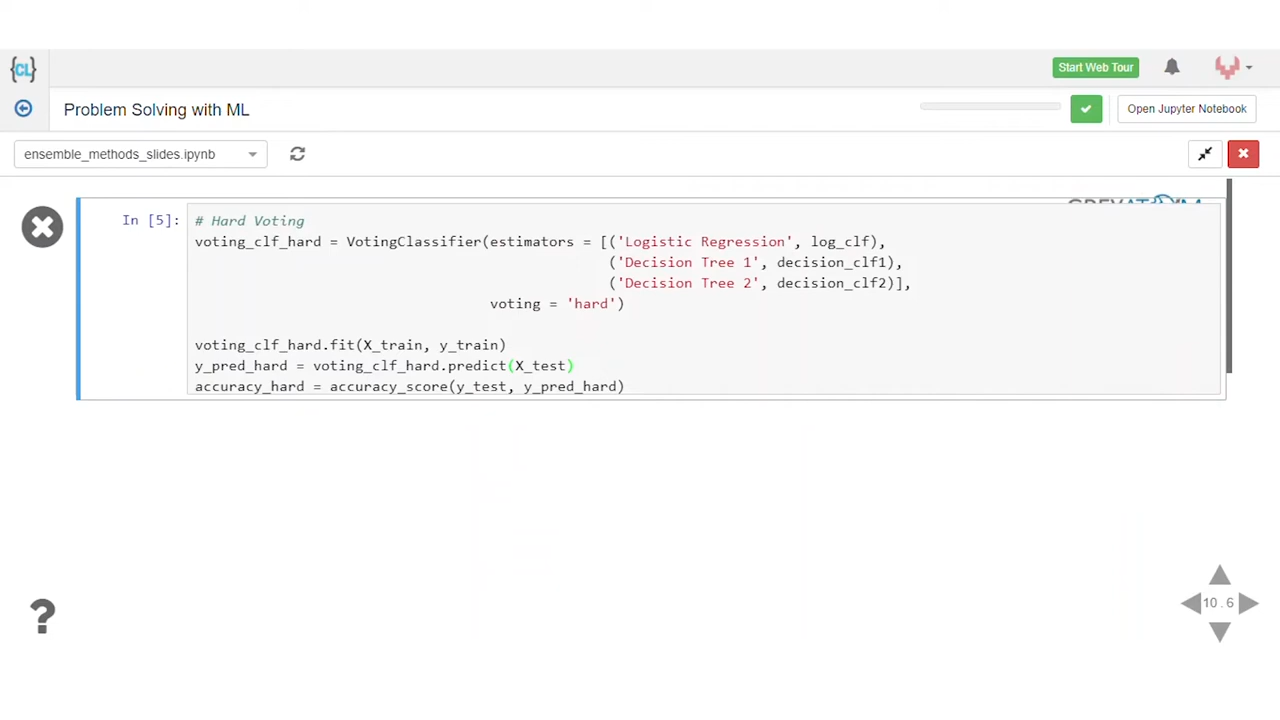 {CL}
Start Web Tour
Problem Solving with ML
Open Jupyter Notebook
ensemble_methods_slides.ipynb
GREYATOM
In [5]:
# Hard Voting
voting_clf_hard = VotingClassifier(estimators = [('Logistic Regression', log_clf),
('Decision Tree 1', decision_clf1),
('Decision Tree 2', decision_clf2)],
voting = 'hard')
voting_clf_hard.fit(X_train, y_train)
y_pred_hard = voting_clf_hard.predict(X_test)
accuracy_hard = accuracy_score(y_test, y_pred_hard)
?
10.6